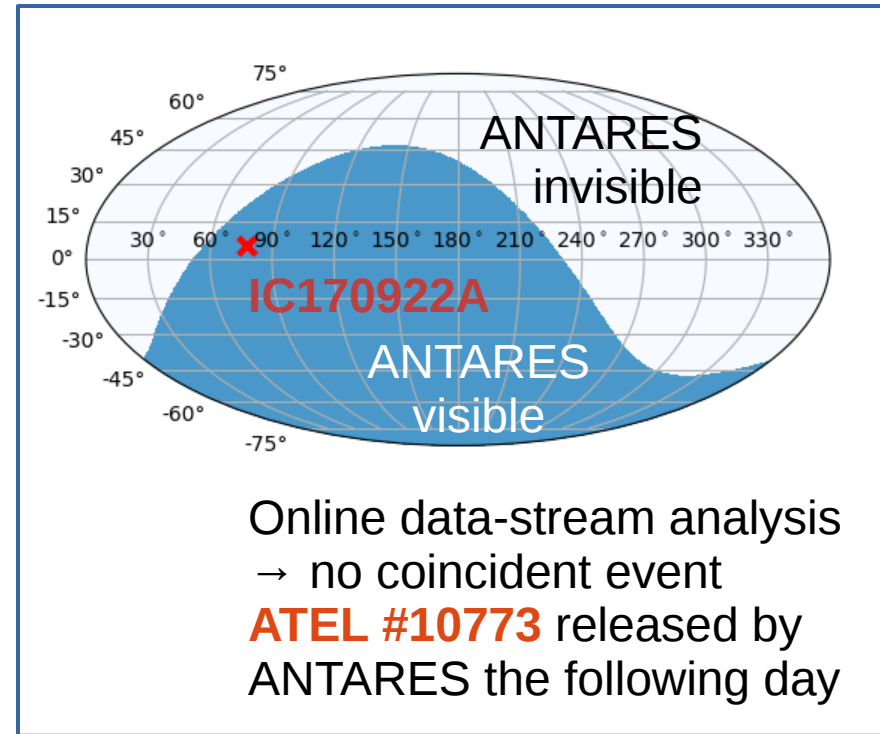 75°
60°
45°
30°
15°
0°
-15°
-30°
-45°
-60°
-75°
30° 60° 90° 120° 150° 180° 210° 240° 270° 300° 330°
ANTARES
invisible
IC170922A
ANTARES
visible
Online data-stream analysis
→ no coincident event
ATEL #10773 released by
ANTARES the following day